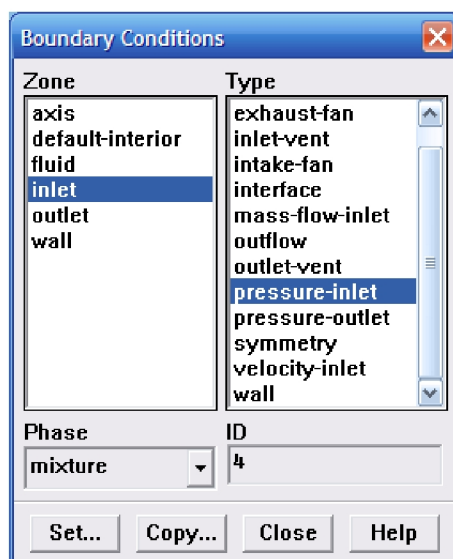 Boundary Conditions
Zone
axis
default-interior
fluid
inlet
outlet
wall
Type
exhaust-fan
inlet-vent
intake-fan
interface
mass-flow-inlet
outflow
outlet-vent
pressure-inlet
pressure-outlet
symmetry
velocity-inlet
wall
Phase
mixture
ID
4
Set...
Copy...
Close
Help